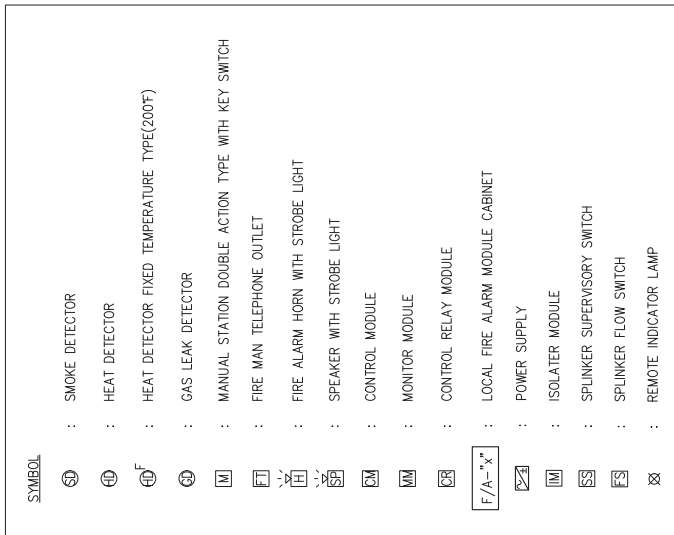 SYMBOL
SD : SMOKE DETECTOR
HD : HEAT DETECTOR
HD F : HEAT DETECTOR FIXED TEMPERATURE TYPE(200°F)
GD : GAS LEAK DETECTOR
M : MANUAL STATION DOUBLE ACTION TYPE WITH KEY SWITCH
FT : FIRE MAN TELEPHONE OUTLET
H : FIRE ALARM HORN WITH STROBE LIGHT
SP : SPEAKER WITH STROBE LIGHT
CM : CONTROL MODULE
MM : MONITOR MODULE
CR : CONTROL RELAY MODULE
F/A-"x" : LOCAL FIRE ALARM MODULE CABINET
: POWER SUPPLY
IM : ISOLATER MODULE
SS : SPLINKER SUPERVISORY SWITCH
FS : SPLINKER FLOW SWITCH
: REMOTE INDICATOR LAMP